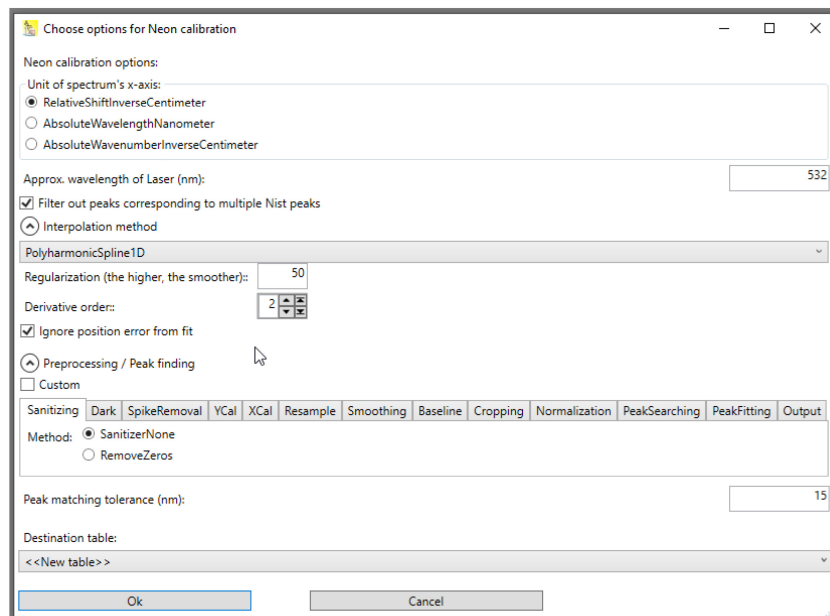 Choose options for Neon calibration
Neon calibration options:
Unit of spectrum's x-axis:
RelativeShiftInverseCentimeter
AbsoluteWavelengthNanometer
AbsoluteWavenumberInverseCentimeter
Approx. wavelength of Laser (nm): 532
Filter out peaks corresponding to multiple Nist peaks
Interpolation method
PolyharmonicSpline1D
Regularization (the higher, the smoother):: 50
Derivative order:: 2
Ignore position error from fit
Preprocessing / Peak finding
Custom
Sanitizing Dark SpikeRemoval YCal XCal Resample Smoothing Baseline Cropping Normalization PeakSearching PeakFitting Output
Method: SanitizerNone
RemoveZeros
Peak matching tolerance (nm): 15
Destination table:
<<New table>>
Ok Cancel